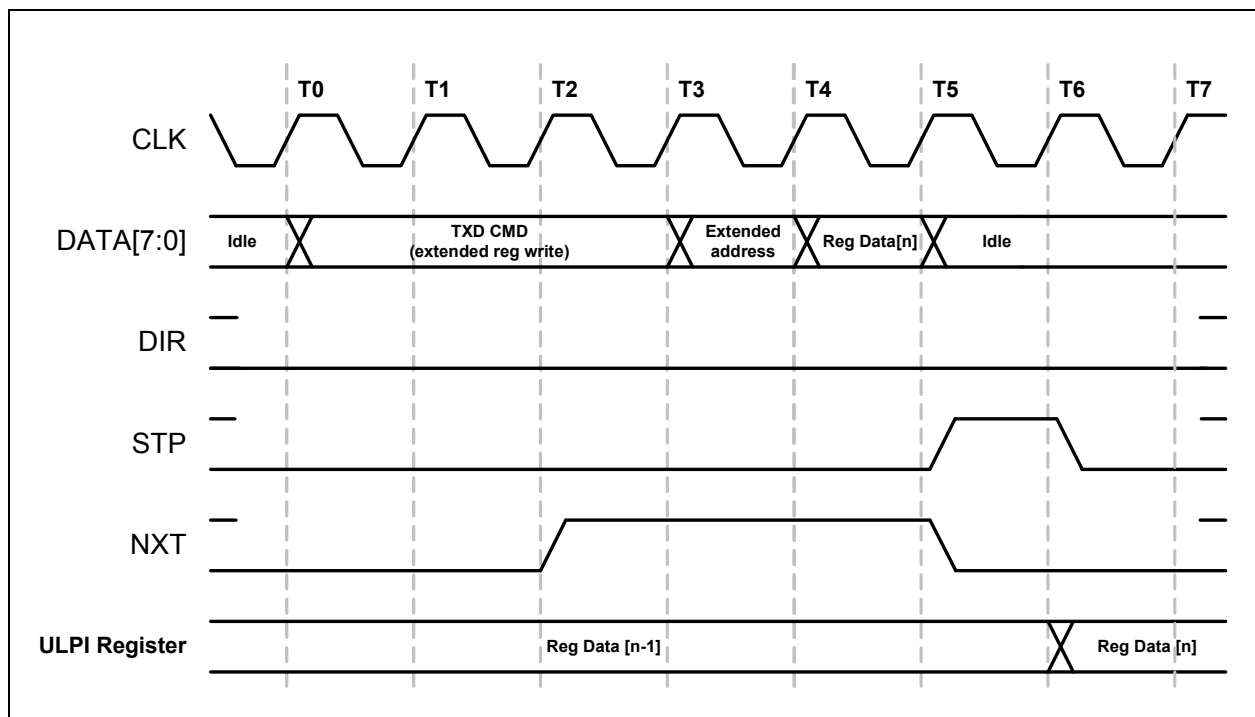 T0 T1 T2 T3 T4 T5 T6 T7
CLK
DATA[7:0]
Idle
TXD CMD
(extended reg write)
Extended
address
Reg Data[n]
Idle
DIR
STP
NXT
ULPI Register
Reg Data [n-1]
Reg Data [n]